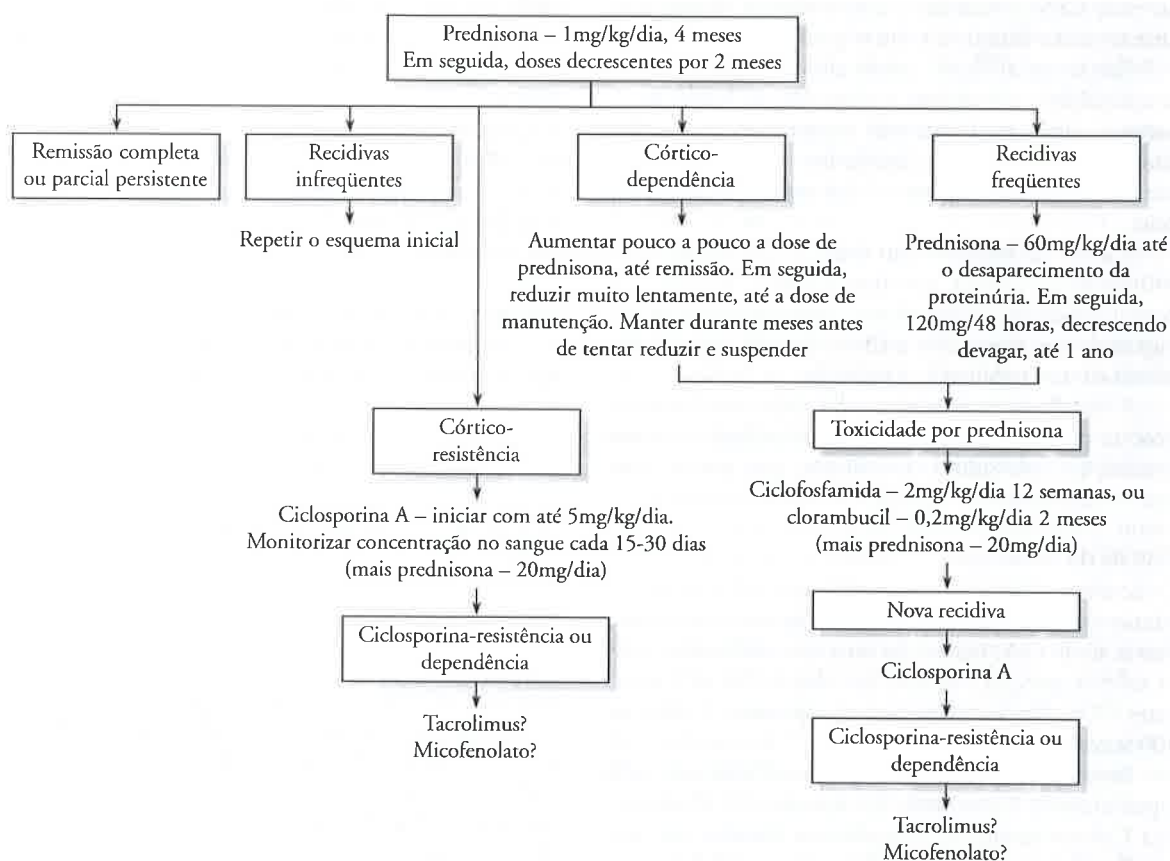 Prednisona – 1mg/kg/dia, 4 meses
Em seguida, doses decrescentes por 2 meses
Remissão completa
ou parcial persistente
Recidivas
infreqüentes
Repetir o esquema inicial
Córtico-
dependência
Aumentar pouco a pouco a dose de
prednisona, até remissão. Em seguida,
reduzir muito lentamente, até a dose de
manutenção. Manter durante meses antes
de tentar reduzir e suspender
Recidivas
freqüentes
Prednisona – 60mg/kg/dia até
o desaparecimento da
proteinúria. Em seguida,
120mg/48 horas, decrescendo
devagar, até 1 ano
Córtico-
resistência
Ciclosporina A – iniciar com até 5mg/kg/dia.
Monitorizar concentração no sangue cada 15-30 dias
(mais prednisona – 20mg/dia)
Ciclosporina-resistência ou
dependência
Tacrolimus?
Micofenolato?
Toxicidade por prednisona
Ciclofosfamida – 2mg/kg/dia 12 semanas, ou
clorambucil – 0,2mg/kg/dia 2 meses
(mais prednisona – 20mg/dia)
Nova recidiva
Ciclosporina A
Ciclosporina-resistência ou
dependência
Tacrolimus?
Micofenolato?